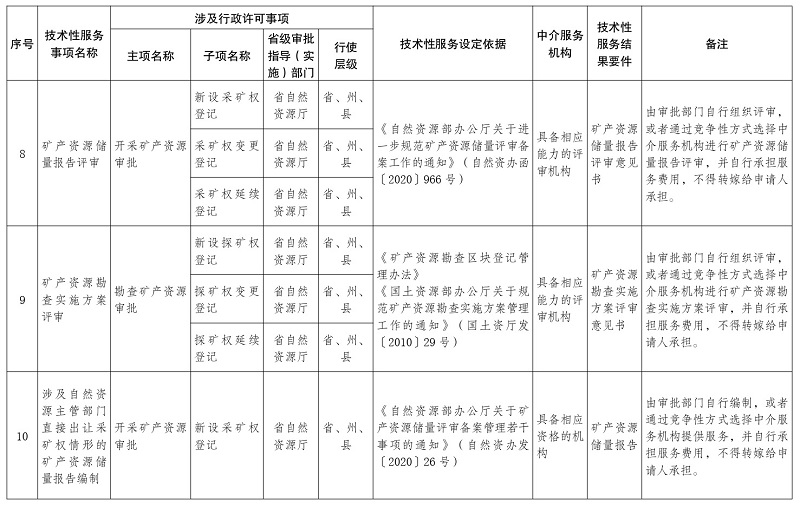 序号
技术性服务
事项名称
涉及行政许可事项
主项名称
子项名称
省级审批
指导（实
施）部门
行使
层级
技术性服务设定依据
中介服务
机构
技术性
服务结
果要件
备注
8
矿产资源储
量报告评审
开采矿产资源
审批
新设采矿权
登记
省自然
资源厅
省、州、
县
采矿权变更
登记
省自然
资源厅
省、州、
县
采矿权延续
登记
省自然
资源厅
省、州、
县
《自然资源部办公厅关于进
一步规范矿产资源储量评审备
案工作的通知》（自然资办函
〔2020〕966号）
具备相应
能力的评
审机构
矿产资源
储量报告
评审意见
书
由审批部门自行组织评审，
或者通过竞争性方式选择中
介服务机构进行矿产资源储
量报告评审，并自行承担服
务费用，不得转嫁给申请人
承担。
9
矿产资源勘
查实施方案
评审
勘查矿产资源
审批
新设探矿权
登记
省自然
资源厅
省、州、
县
探矿权变更
登记
省自然
资源厅
省、州、
县
探矿权延续
登记
省自然
资源厅
省、州、
县
《矿产资源勘查区块登记管
理办法》
《国土资源部办公厅关于规
范矿产资源勘查实施方案管理
工作的通知》（国土资厅发
〔2010〕29号）
具备相应
能力的评
审机构
矿产资源
勘查实施
方案评审
意见书
由审批部门自行组织评审，
或者通过竞争性方式选择中
介服务机构进行矿产资源勘
查实施方案评审，并自行承
担服务费用，不得转嫁给申
请人承担。
10
涉及自然资
源主管部门
直接出让采
矿权情形的
矿产资源储
量报告编制
开采矿产资源
审批
新设采矿权
登记
省自然
资源厅
省、州、
县
《自然资源部办公厅关于矿
产资源储量评审备案管理若干
事项的通知》（自然资办发
〔2020〕26号）
具备相应
资格的机
构
矿产资源
储量报告
由审批部门自行编制，或者
通过竞争性方式选择中介服
务机构提供服务，并自行承
担服务费用，不得转嫁给申
请人承担。